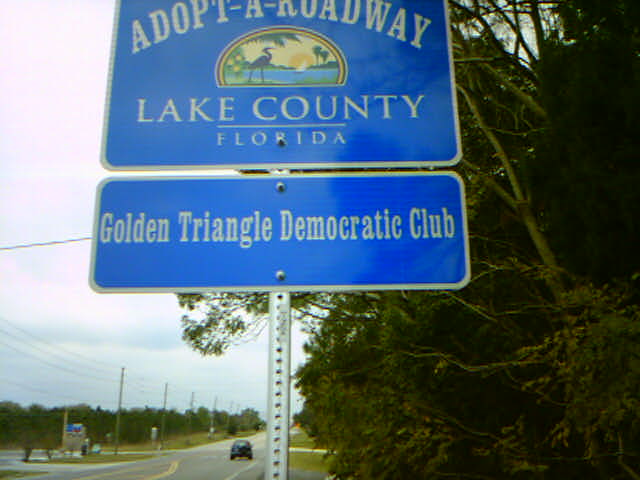 ADOPT-A-ROADWAY
LAKE COUNTY
FLORIDA
Golden Triangle Democratic Club